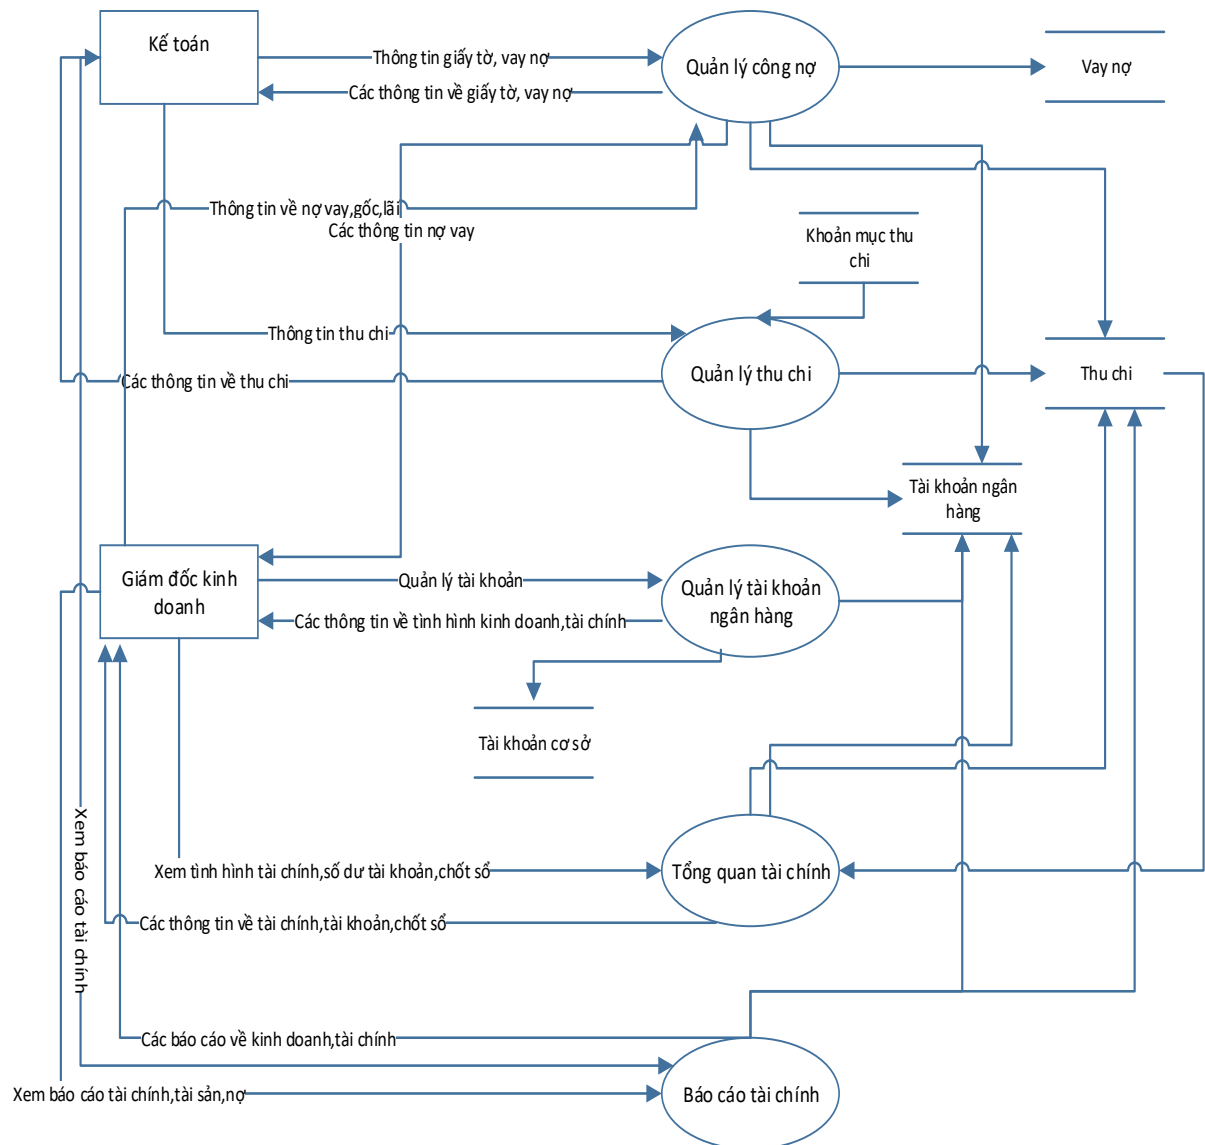 Kế toán
Thông tin giấy tờ, vay nợ
Quản lý công nợ
Vay nợ
Các thông tin về giấy tờ, vay nợ
Thông tin về nợ vay,gốc,lãi
Các thông tin nợ vay
Khoản mục thu
chi
Thông tin thu chi
Các thông tin về thu chi
Quản lý thu chi
Thu chi
Tài khoản ngân
hàng
Giám đốc kinh
doanh
Quản lý tài khoản
Quản lý tài khoản
ngân hàng
Các thông tin về tình hình kinh doanh,tài chính
Tài khoản cơ sở
Xem báo cáo tài chính
Xem tình hình tài chính,số dư tài khoản,chốt sổ
Tổng quan tài chính
Các thông tin về tài chính,tài khoản,chốt sổ
Các báo cáo về kinh doanh,tài chính
Xem báo cáo tài chính,tài sản,nợ
Báo cáo tài chính